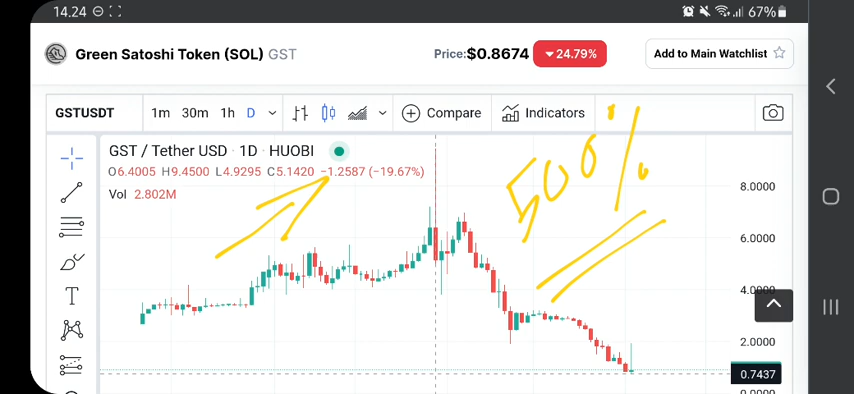 14.24 67%
Green Satoshi Token (SOL) GST Price:$0.8674 ▼24.79% Add to Main Watchlist
GSTUSDT 1m 30m 1h D Compare Indicators
GST / Tether USD · 1D · HUOBI
O6.4005 H9.4500 L4.9295 C5.1420 −1.2587 (−19.67%)
Vol 2.802M
500%
8.0000
6.0000
4.0000
2.0000
0.7437
0.0000
T